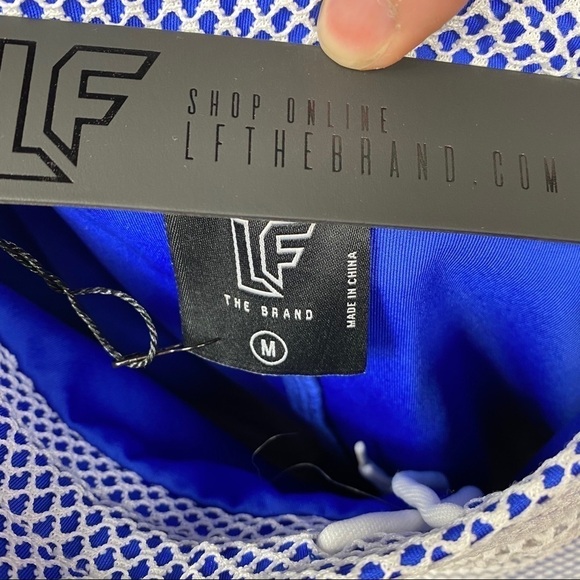 LF
SHOP ONLINE
LFTHEBRAND.COM
LF
THE BRAND
M
MADE IN CHINA